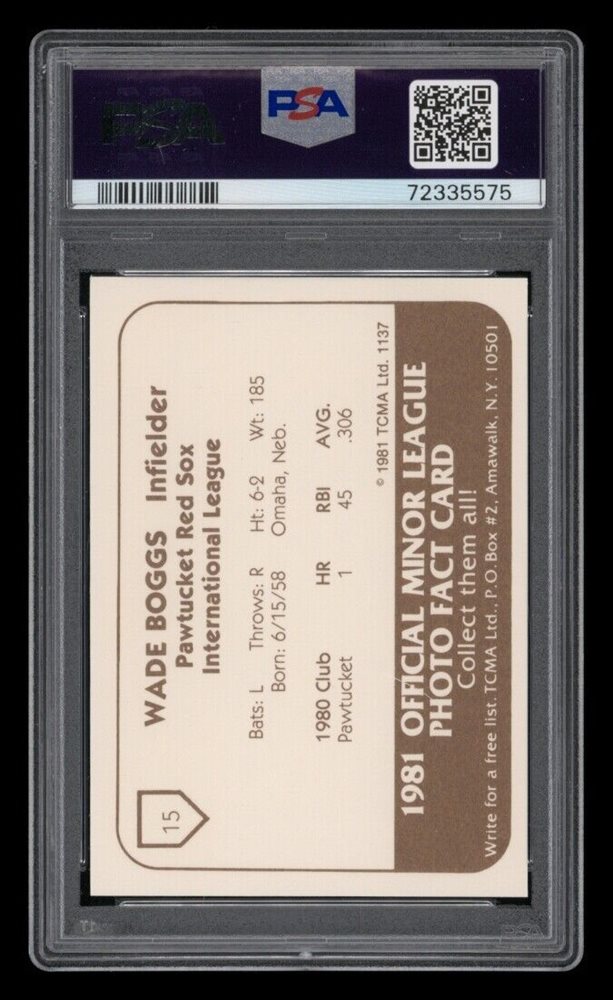 PSA
PSA
72335575
15
WADE BOGGS Infielder
Pawtucket Red Sox
International League
Bats: L Throws: R Ht: 6-2 Wt: 185
Born: 6/15/58 Omaha, Neb.
1980 Club HR RBI AVG.
Pawtucket 1 45 .306
© 1981 TCMA Ltd. 1137
1981 OFFICIAL MINOR LEAGUE
PHOTO FACT CARD
Collect them all!
Write for a free list. TCMA Ltd., P.O. Box #2, Amawalk, N.Y. 10501
PSA